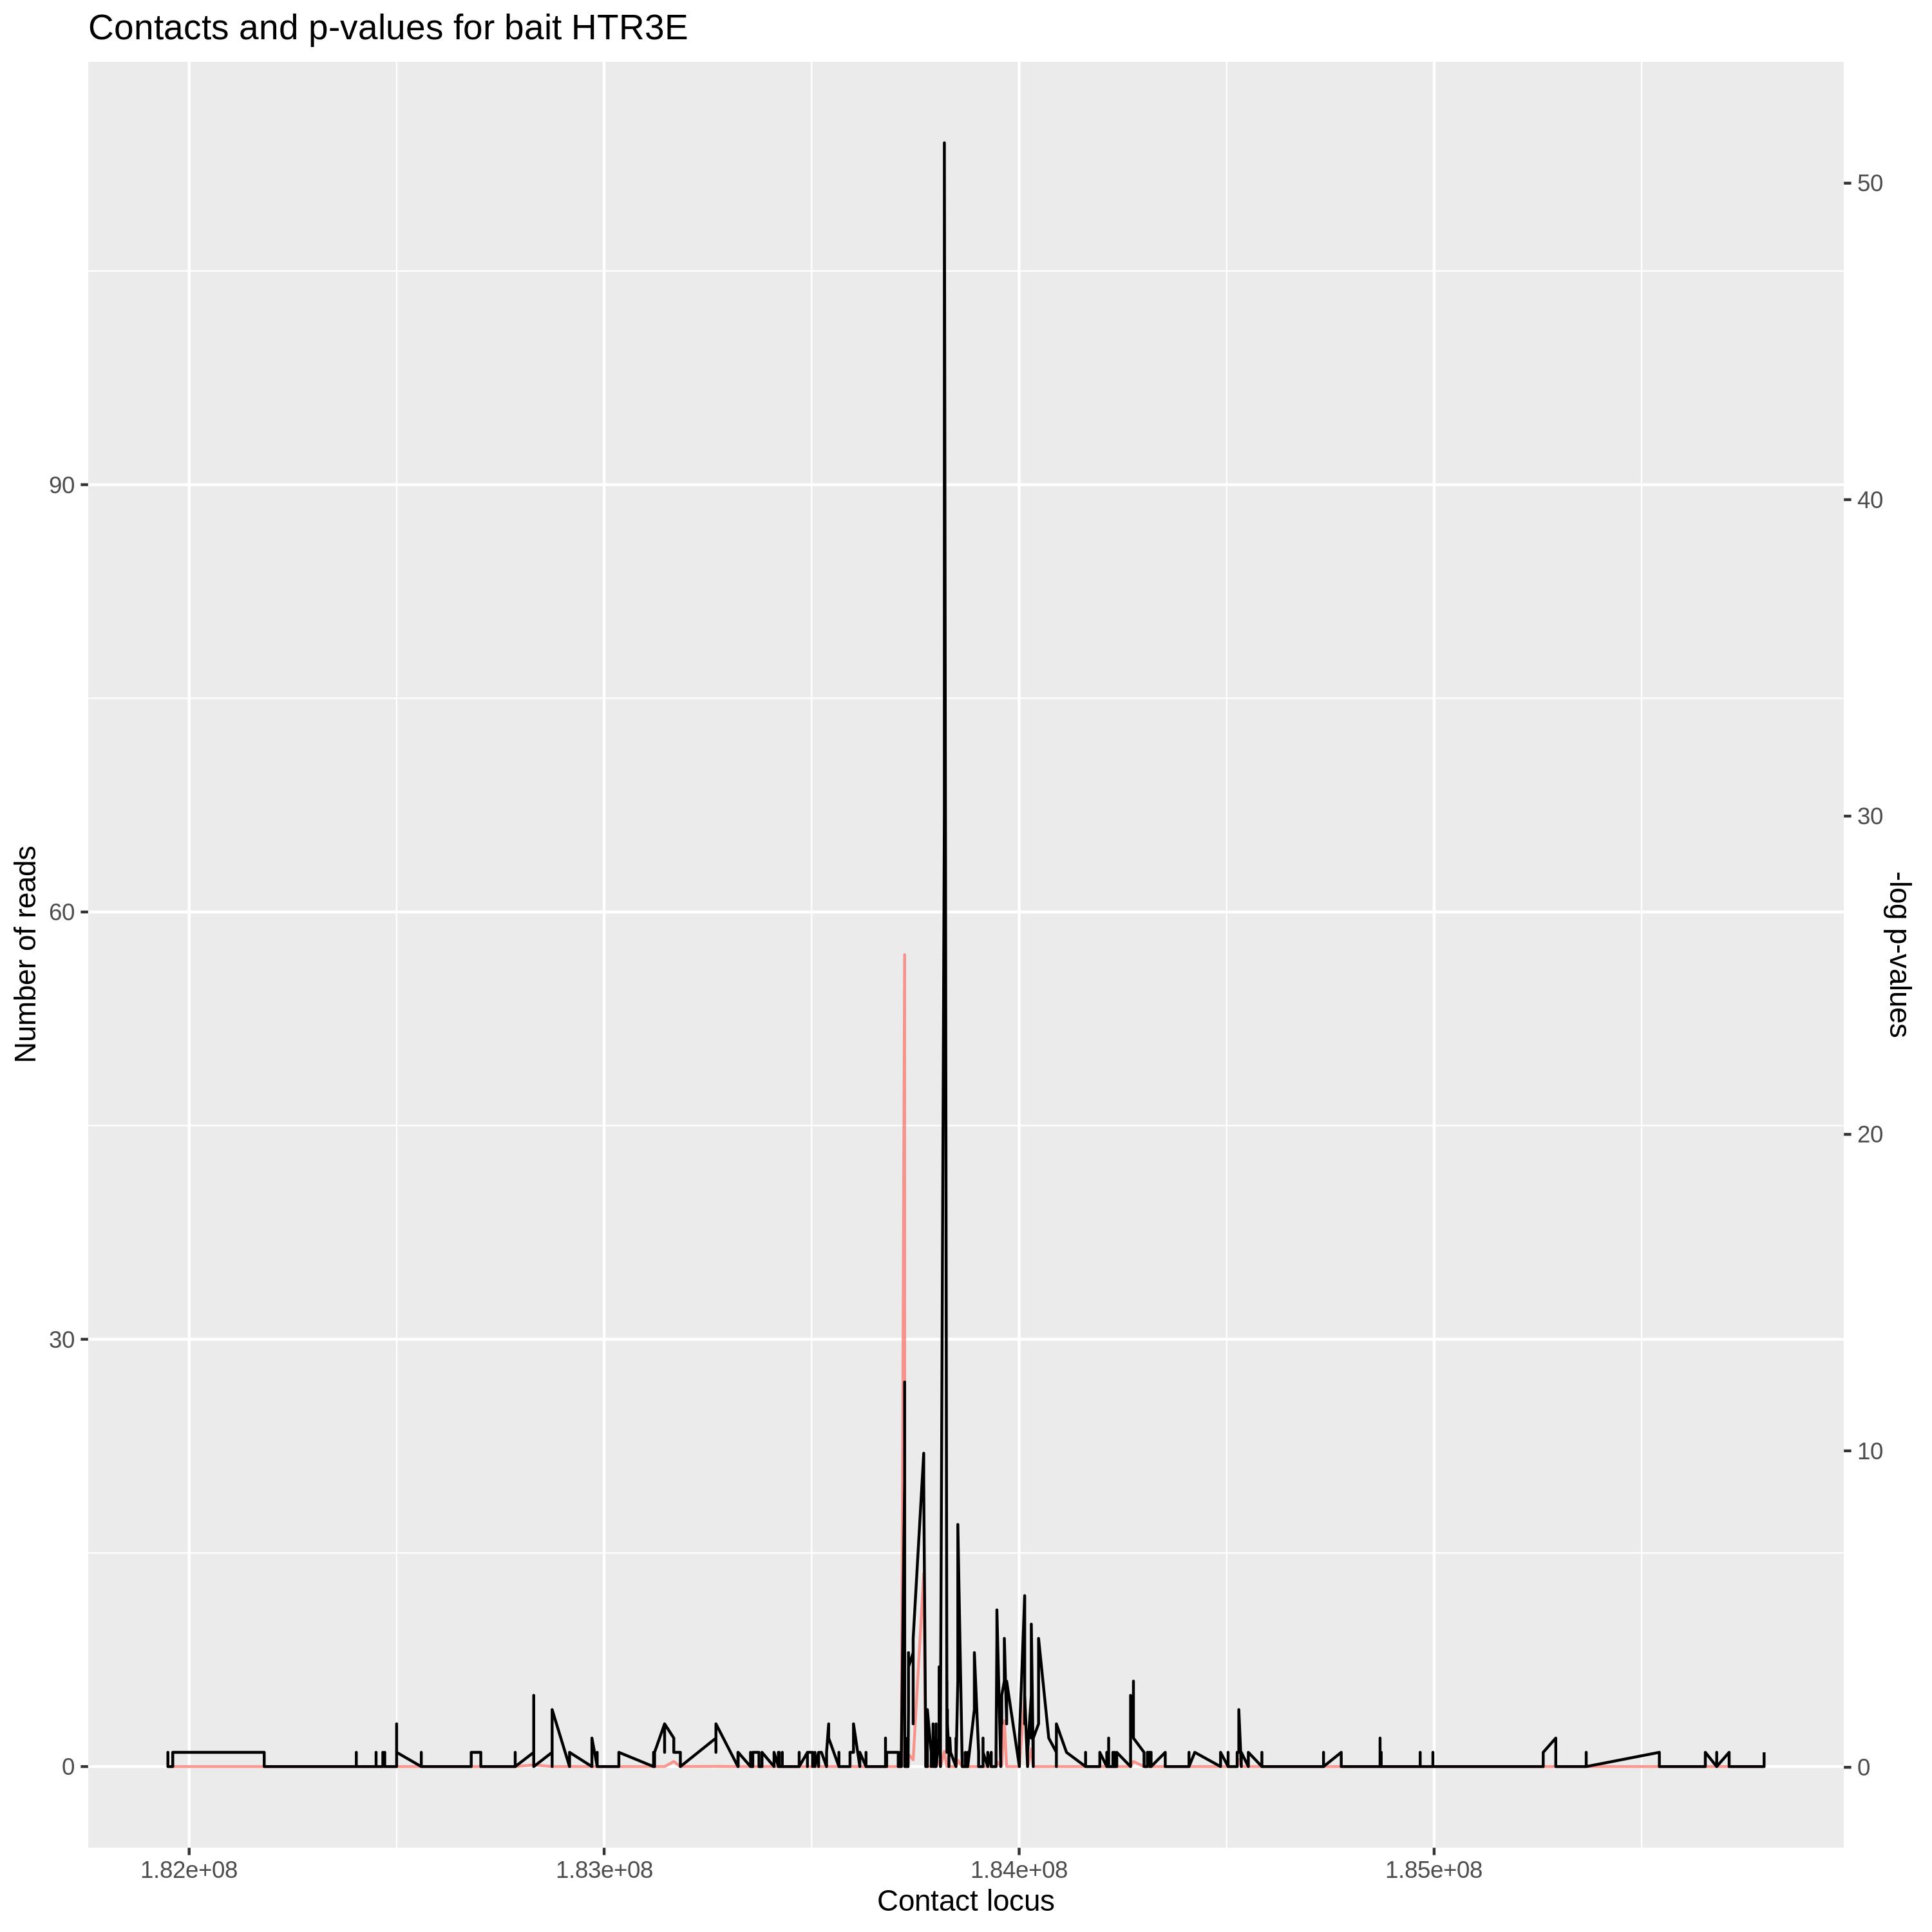 Contacts and p-values for bait HTR3E
Number of reads
90
60
30
0
50
40
30
20
10
0
-log p-values
1.82e+08
1.83e+08
1.84e+08
1.85e+08
Contact locus